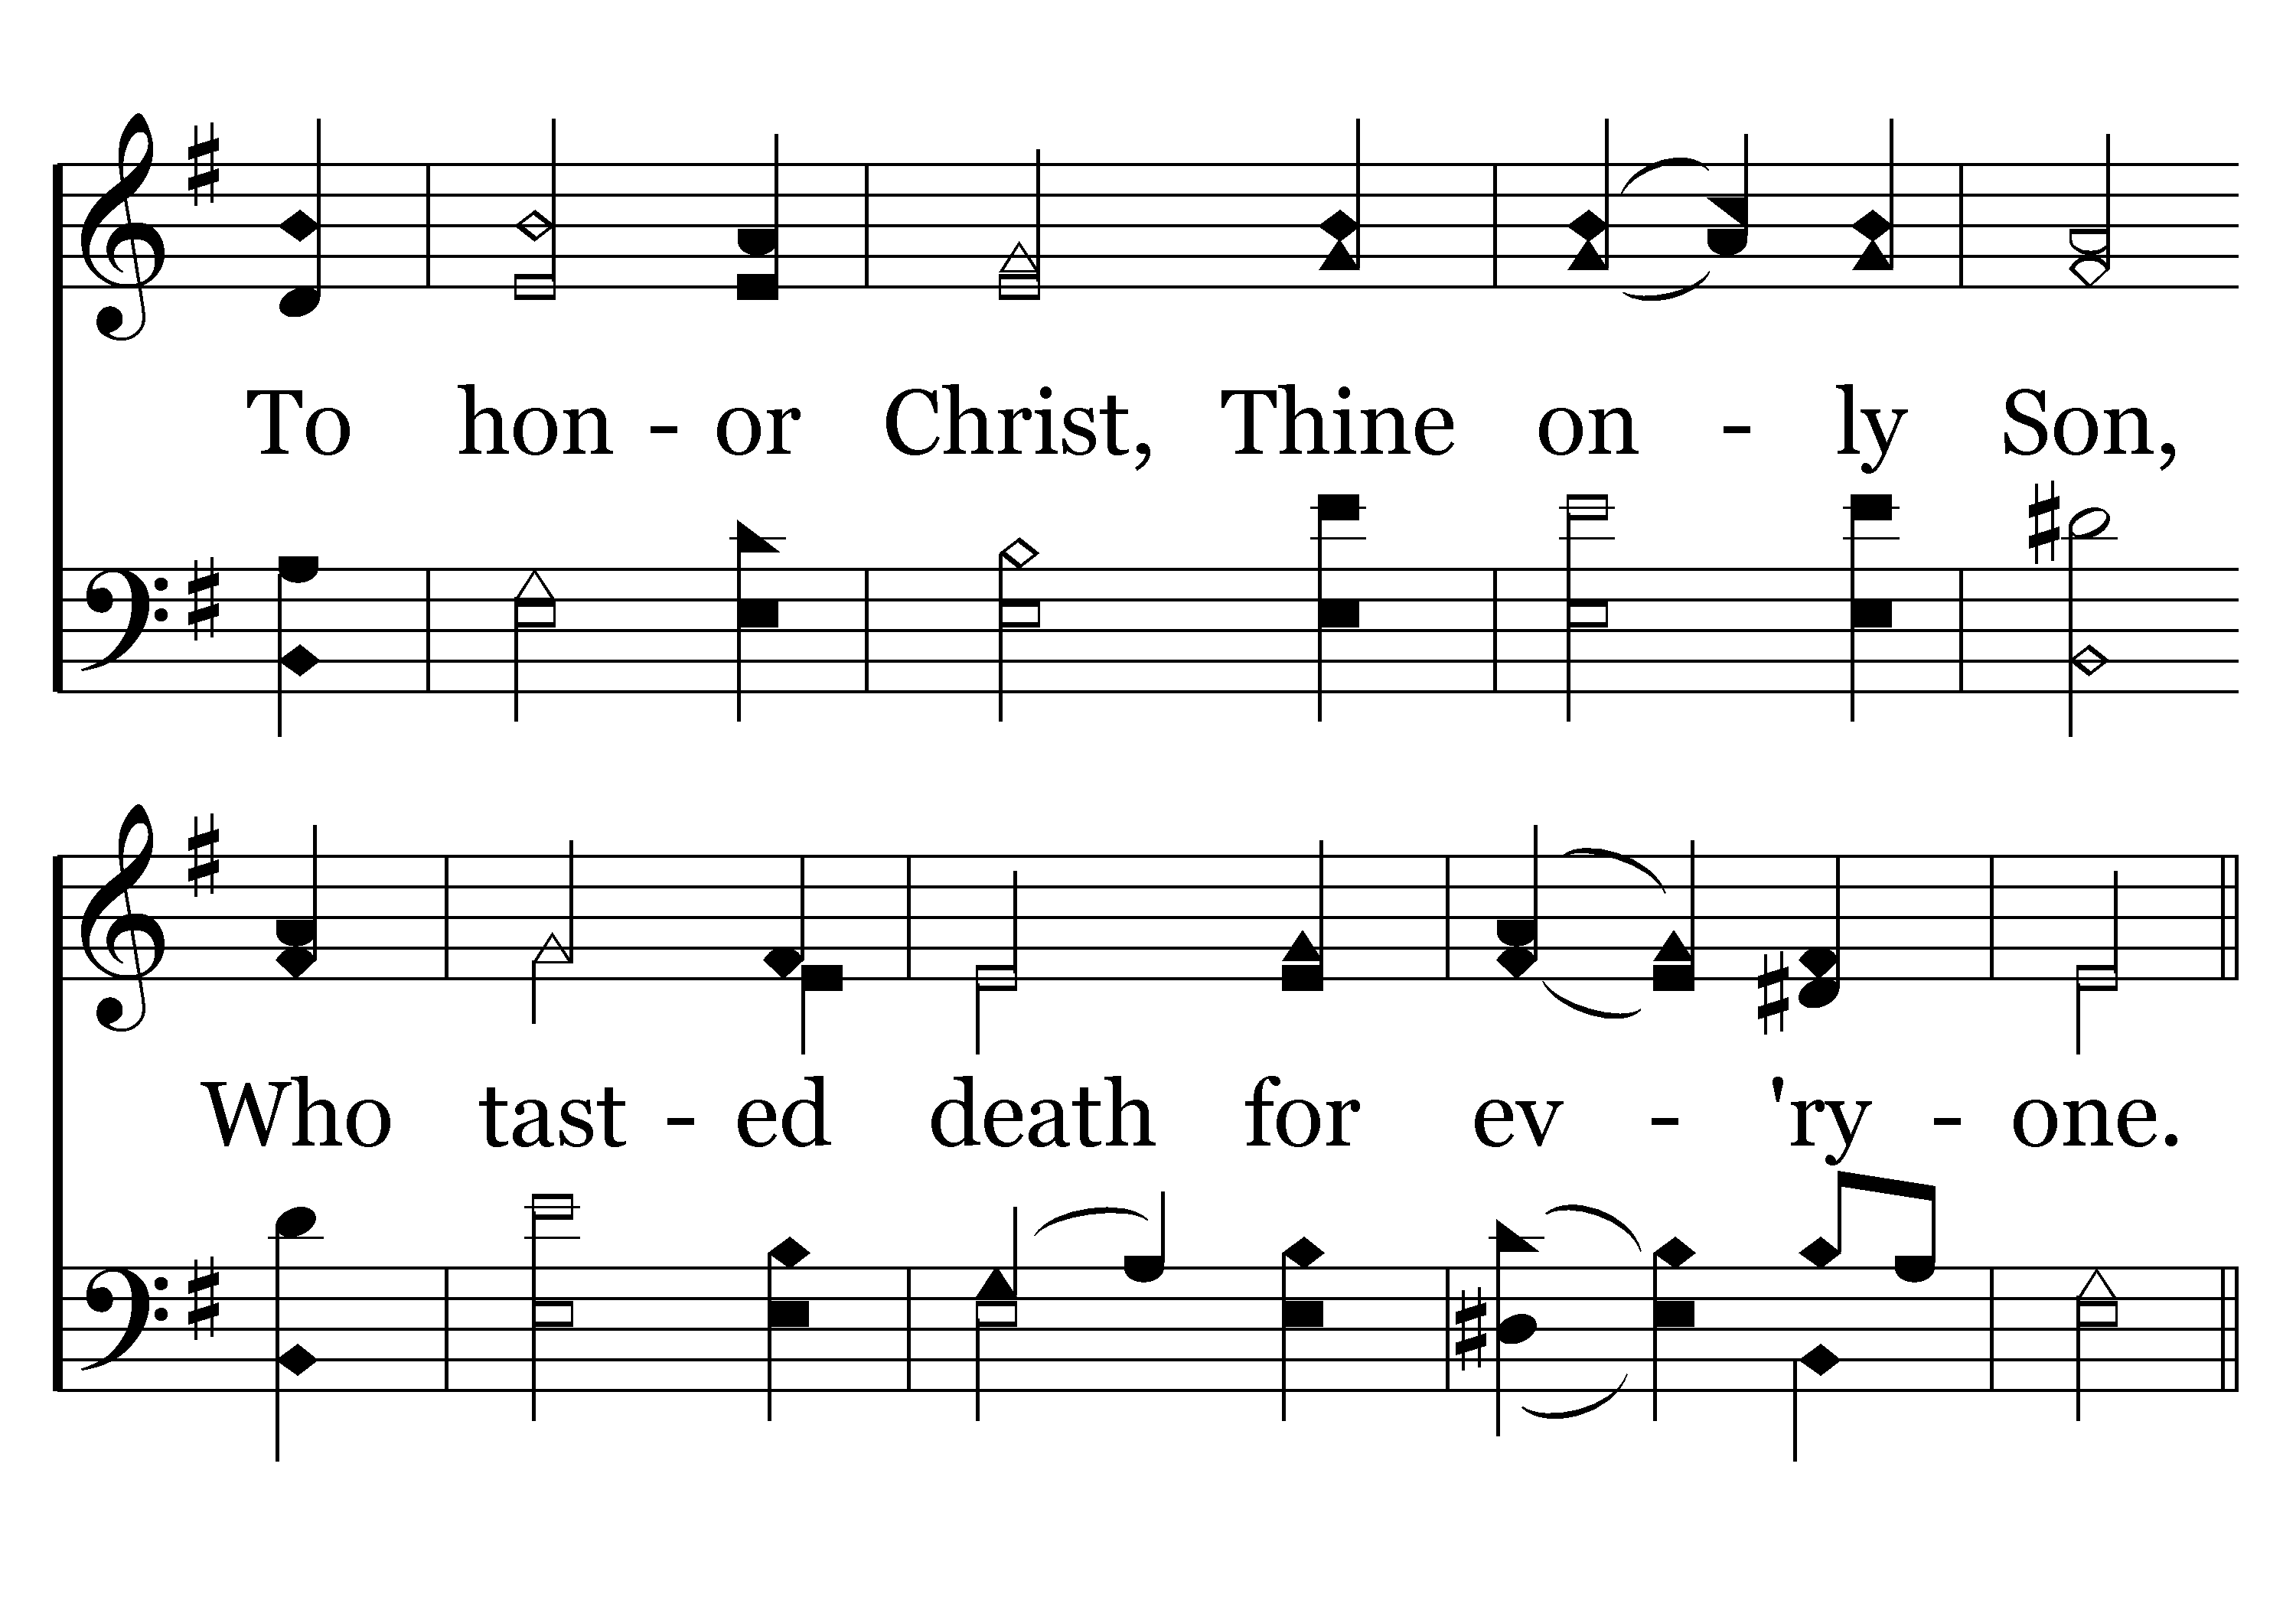 To hon - or Christ, Thine on - ly Son,
Who tast - ed death for ev - 'ry - one.